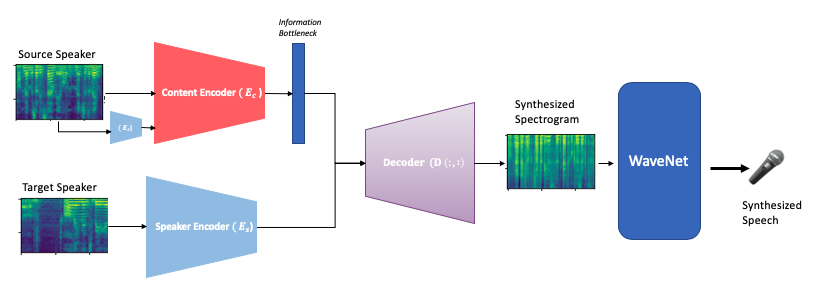 Information
Bottleneck
Source Speaker
Content Encoder (E_c)
(E_s)
Synthesized
Spectrogram
Decoder (D (:,:)
WaveNet
Target Speaker
Speaker Encoder (E_s)
Synthesized
Speech